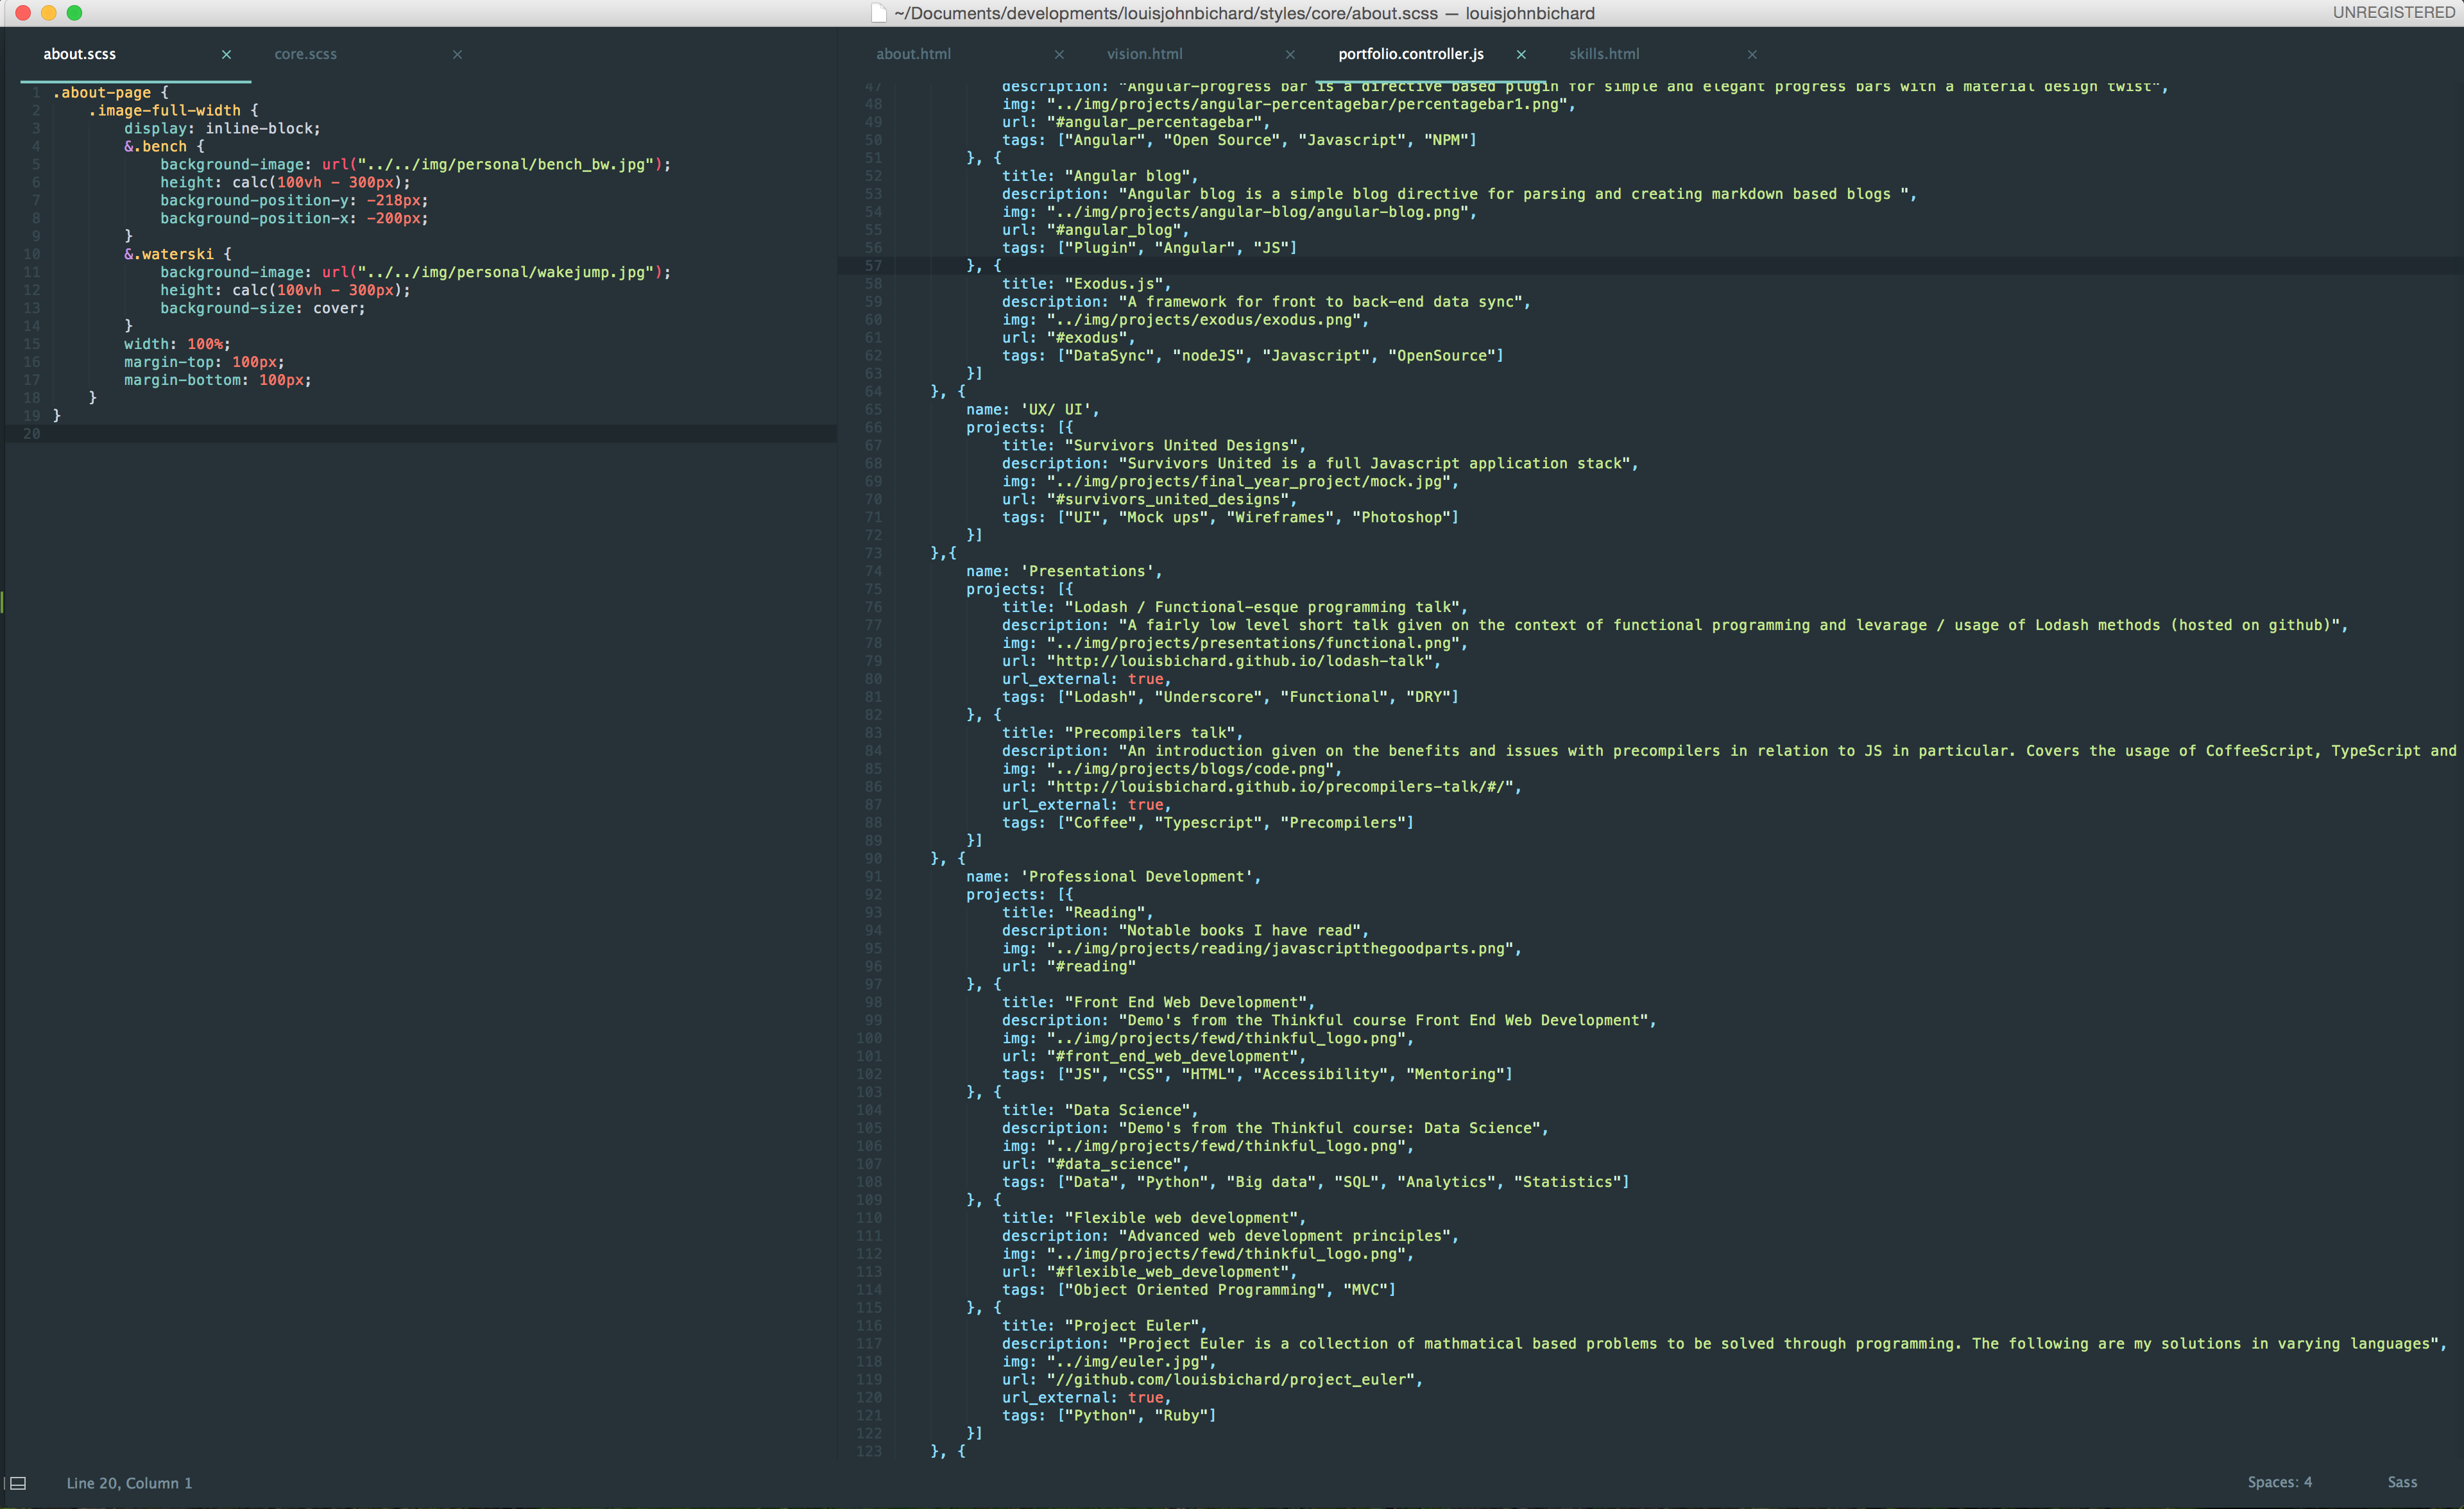 ~/Documents/developments/louisjohnbichard/styles/core/about.scss — louisjohnbichard
UNREGISTERED
about.scss × core.scss ×
1 .about-page {
2     .image-full-width {
3         display: inline-block;
4         &.bench {
5             background-image: url("../../img/personal/bench_bw.jpg");
6             height: calc(100vh - 300px);
7             background-position-y: -218px;
8             background-position-x: -200px;
9         }
10         &.waterski {
11             background-image: url("../../img/personal/wakejump.jpg");
12             height: calc(100vh - 300px);
13             background-size: cover;
14         }
15         width: 100%;
16         margin-top: 100px;
17         margin-bottom: 100px;
18     }
19 }
20
about.html × vision.html × portfolio.controller.js × skills.html ×
47             description: "Angular-progress bar is a directive based plugin for simple and elegant progress bars with a material design twist",
48             img: "../img/projects/angular-percentagebar/percentagebar1.png",
49             url: "#angular_percentagebar",
50             tags: ["Angular", "Open Source", "Javascript", "NPM"]
51         }, {
52             title: "Angular blog",
53             description: "Angular blog is a simple blog directive for parsing and creating markdown based blogs ",
54             img: "../img/projects/angular-blog/angular-blog.png",
55             url: "#angular_blog",
56             tags: ["Plugin", "Angular", "JS"]
57         }, {
58             title: "Exodus.js",
59             description: "A framework for front to back-end data sync",
60             img: "../img/projects/exodus/exodus.png",
61             url: "#exodus",
62             tags: ["DataSync", "nodeJS", "Javascript", "OpenSource"]
63         }]
64     }, {
65         name: 'UX/ UI',
66         projects: [{
67             title: "Survivors United Designs",
68             description: "Survivors United is a full Javascript application stack",
69             img: "../img/projects/final_year_project/mock.jpg",
70             url: "#survivors_united_designs",
71             tags: ["UI", "Mock ups", "Wireframes", "Photoshop"]
72         }]
73     },{
74         name: 'Presentations',
75         projects: [{
76             title: "Lodash / Functional-esque programming talk",
77             description: "A fairly low level short talk given on the context of functional programming and levarage / usage of Lodash methods (hosted on github)",
78             img: "../img/projects/presentations/functional.png",
79             url: "http://louisbichard.github.io/lodash-talk",
80             url_external: true,
81             tags: ["Lodash", "Underscore", "Functional", "DRY"]
82         }, {
83             title: "Precompilers talk",
84             description: "An introduction given on the benefits and issues with precompilers in relation to JS in particular. Covers the usage of CoffeeScript, TypeScript and
85             img: "../img/projects/blogs/code.png",
86             url: "http://louisbichard.github.io/precompilers-talk/#/",
87             url_external: true,
88             tags: ["Coffee", "Typescript", "Precompilers"]
89         }]
90     }, {
91         name: 'Professional Development',
92         projects: [{
93             title: "Reading",
94             description: "Notable books I have read",
95             img: "../img/projects/reading/javascriptthegoodparts.png",
96             url: "#reading"
97         }, {
98             title: "Front End Web Development",
99             description: "Demo's from the Thinkful course Front End Web Development",
100             img: "../img/projects/fewd/thinkful_logo.png",
101             url: "#front_end_web_development",
102             tags: ["JS", "CSS", "HTML", "Accessibility", "Mentoring"]
103         }, {
104             title: "Data Science",
105             description: "Demo's from the Thinkful course: Data Science",
106             img: "../img/projects/fewd/thinkful_logo.png",
107             url: "#data_science",
108             tags: ["Data", "Python", "Big data", "SQL", "Analytics", "Statistics"]
109         }, {
110             title: "Flexible web development",
111             description: "Advanced web development principles",
112             img: "../img/projects/fewd/thinkful_logo.png",
113             url: "#flexible_web_development",
114             tags: ["Object Oriented Programming", "MVC"]
115         }, {
116             title: "Project Euler",
117             description: "Project Euler is a collection of mathmatical based problems to be solved through programming. The following are my solutions in varying languages",
118             img: "../img/euler.jpg",
119             url: "//github.com/louisbichard/project_euler",
120             url_external: true,
121             tags: ["Python", "Ruby"]
122         }]
123     }, {
Line 20, Column 1
Spaces: 4
Sass